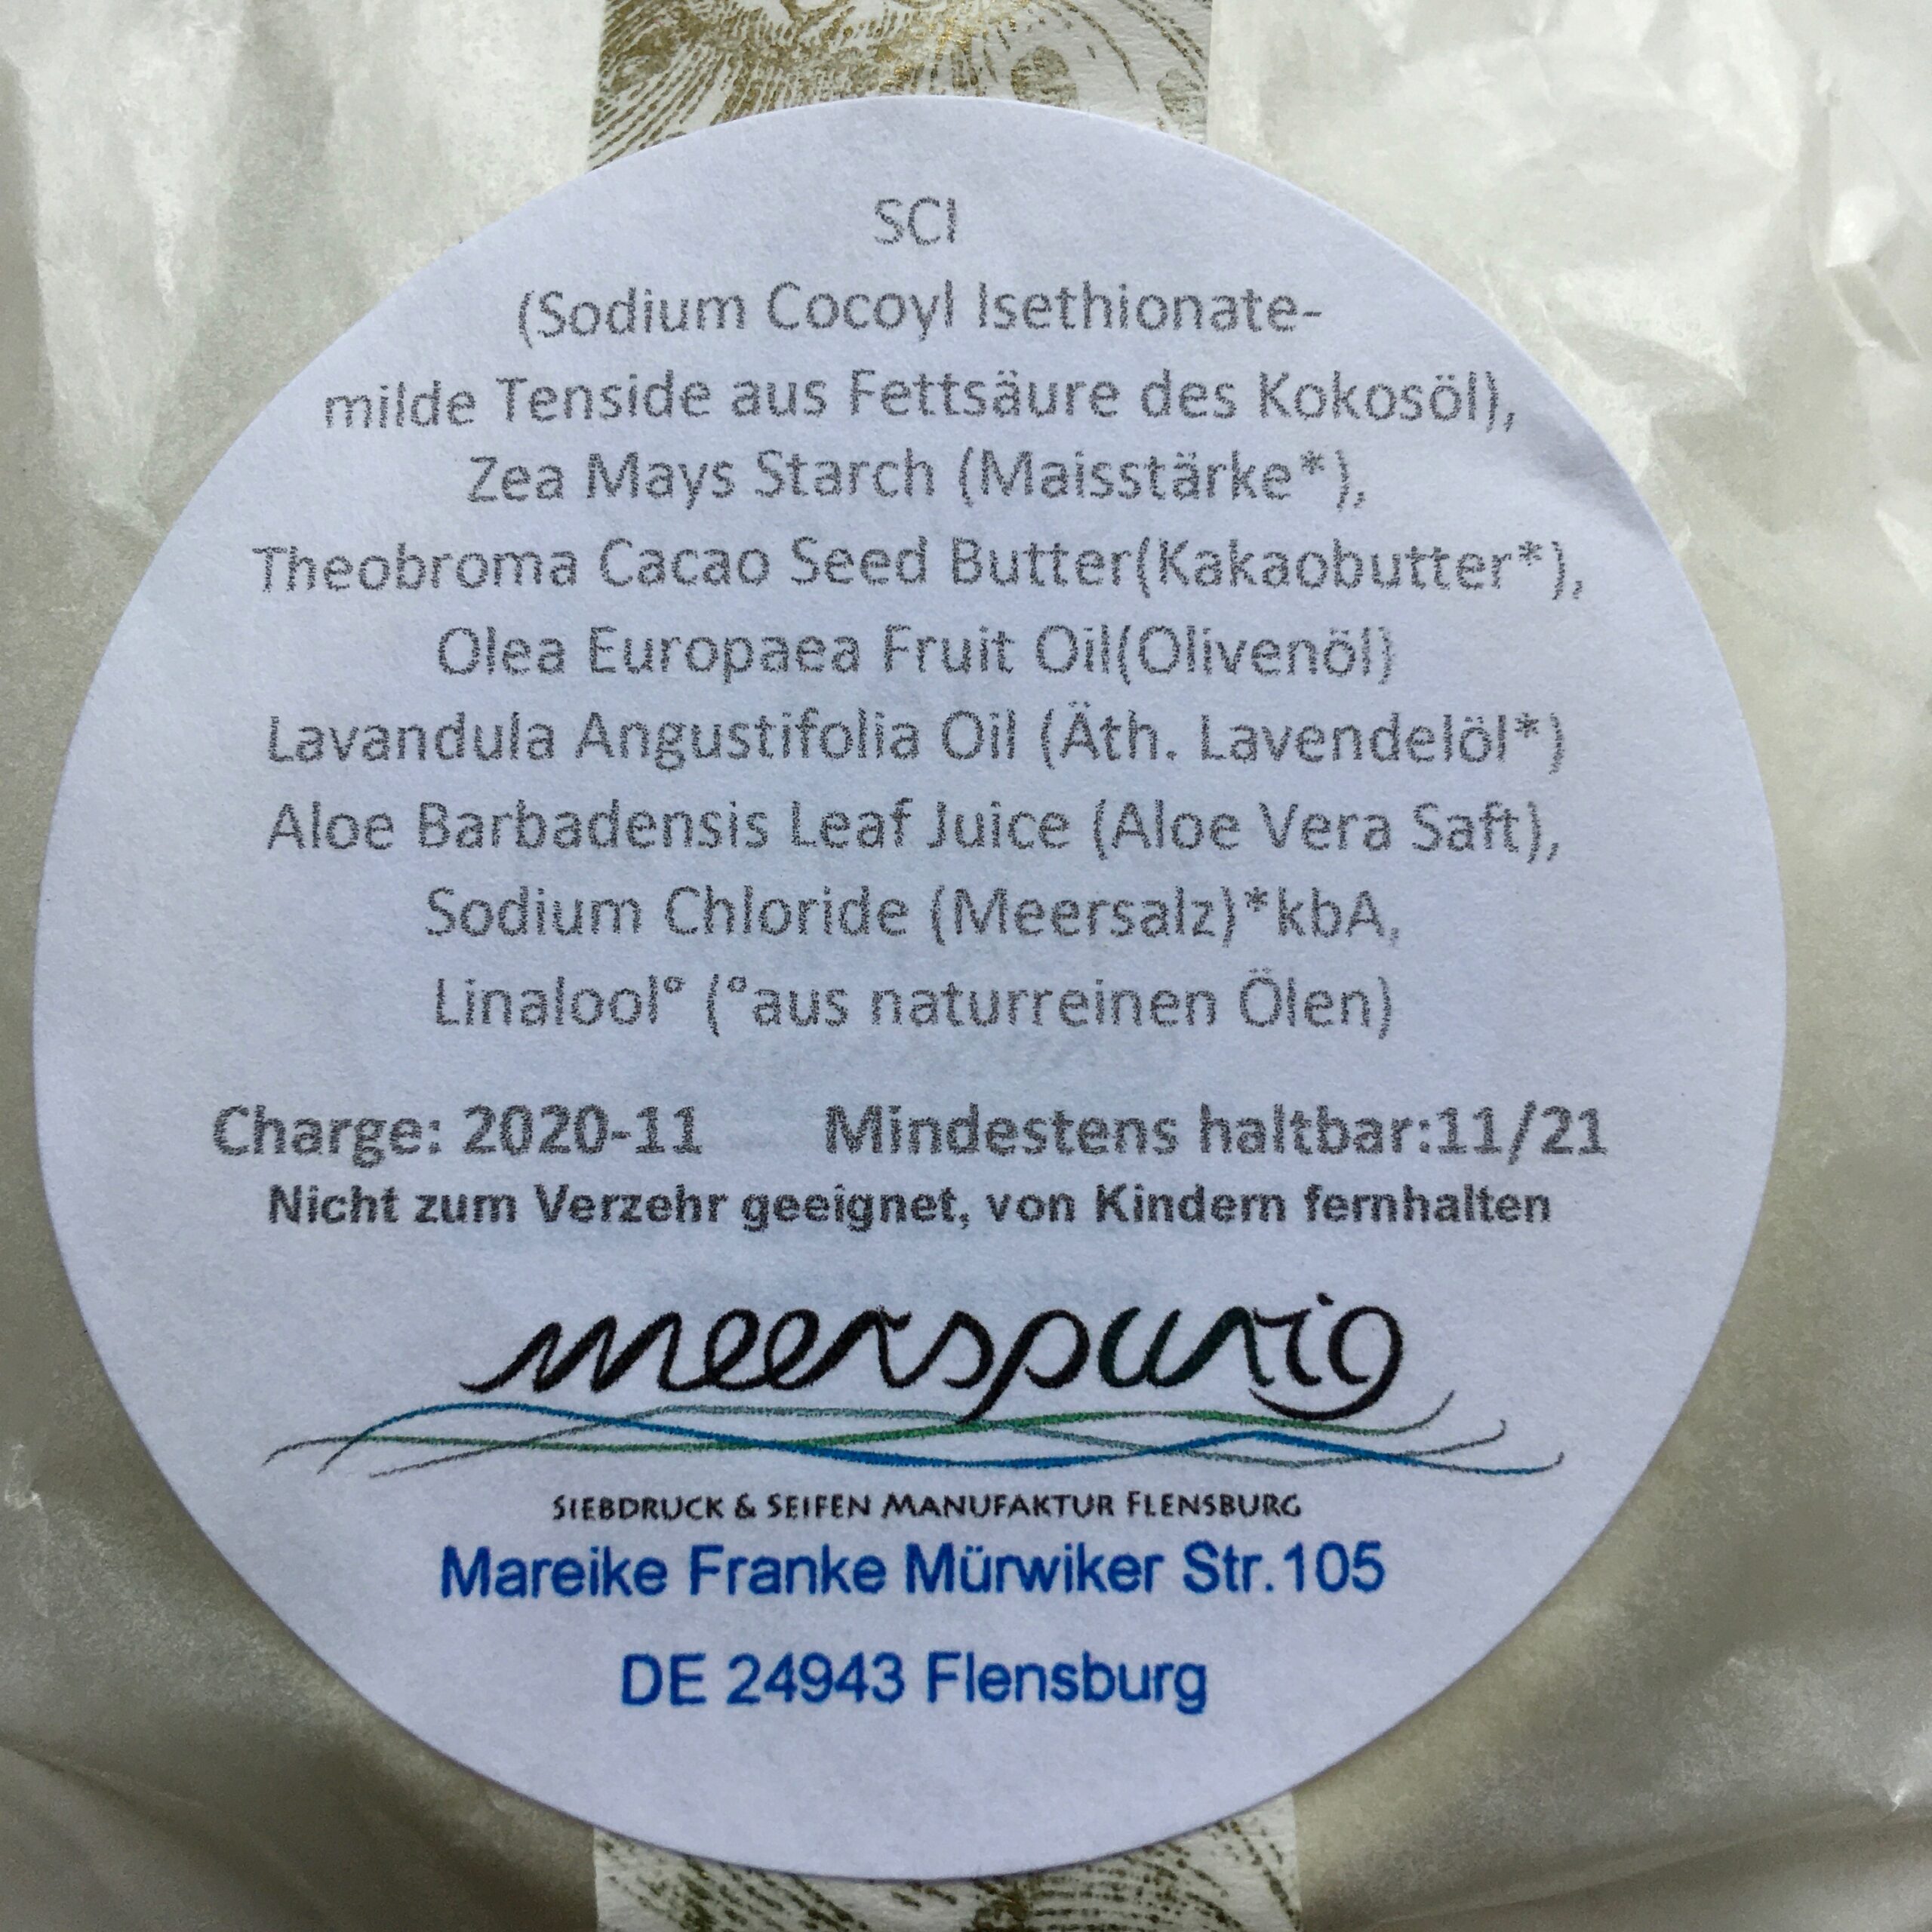 SCI
(Sodium Cocoyl Isethionate-
milde Tenside aus Fettsäure des Kokosöl),
Zea Mays Starch (Maisstärke*),
Theobroma Cacao Seed Butter(Kakaobutter*),
Olea Europaea Fruit Oil(Olivenöl)
Lavandula Angustifolia Oil (Äth. Lavendelöl*)
Aloe Barbadensis Leaf Juice (Aloe Vera Saft),
Sodium Chloride (Meersalz)*kbA,
Linalool° (°aus naturreinen Ölen)
Charge: 2020-11 Mindestens haltbar:11/21
Nicht zum Verzehr geeignet, von Kindern fernhalten
meerspurig
SIEBDRUCK & SEIFEN MANUFAKTUR FLENSBURG
Mareike Franke Mürwiker Str.105
DE 24943 Flensburg